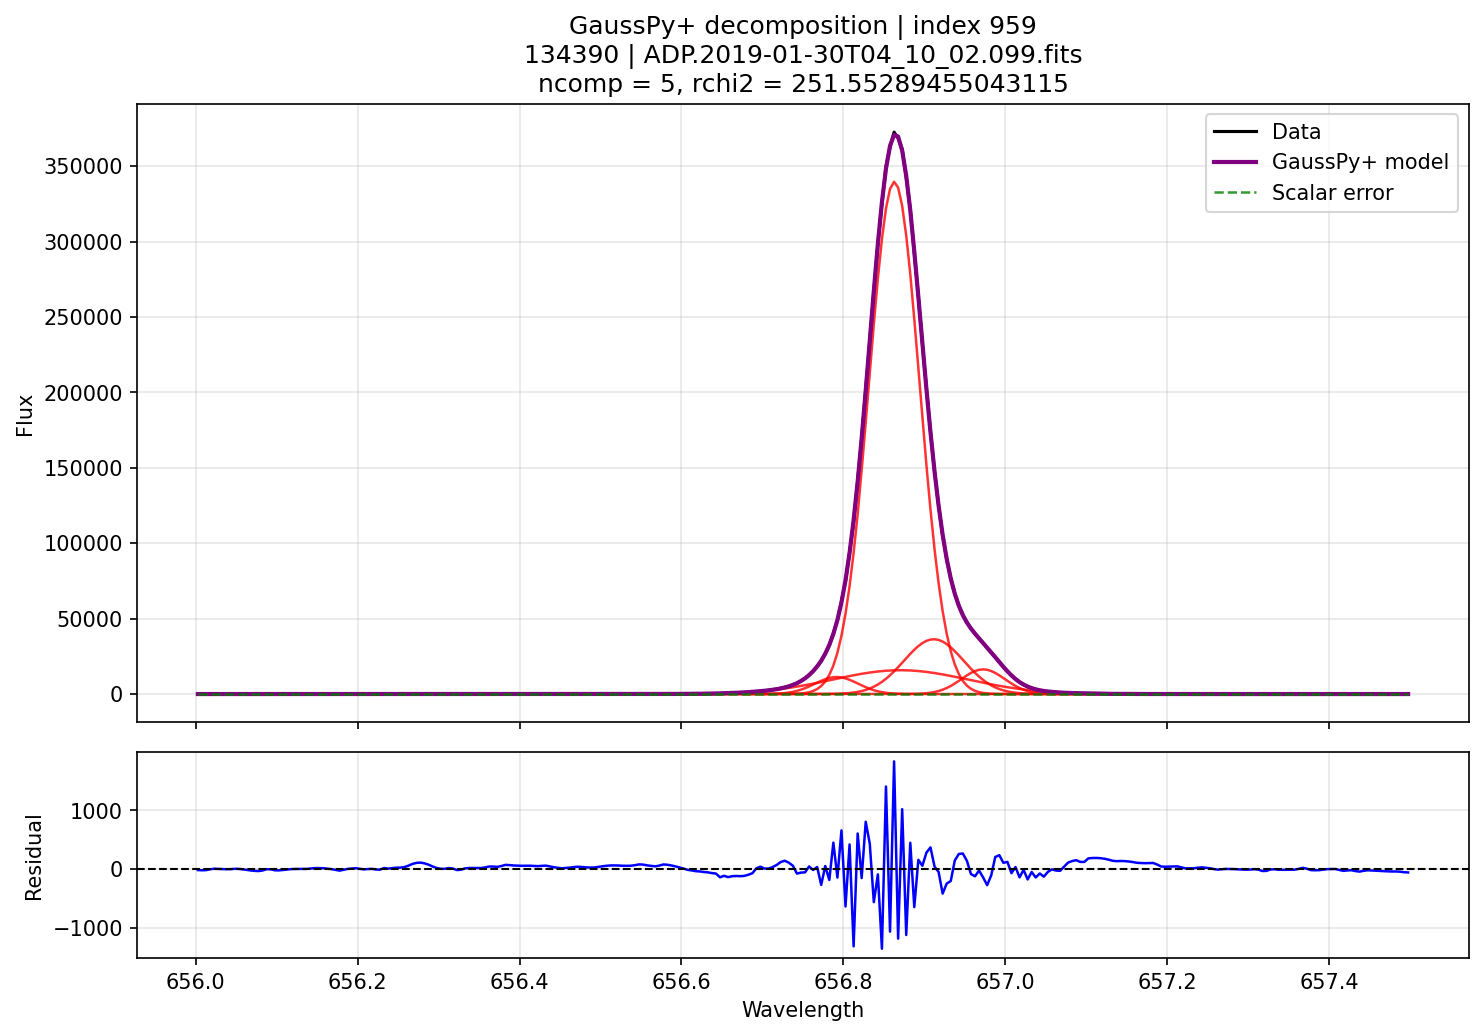 GaussPy+ decomposition | index 959
134390 | ADP.2019-01-30T04_10_02.099.fits
ncomp = 5, rchi2 = 251.55289455043115
Data
GaussPy+ model
Scalar error
Flux
350000
300000
250000
200000
150000
100000
50000
0
Residual
1000
0
−1000
656.0 656.2 656.4 656.6 656.8 657.0 657.2 657.4
Wavelength